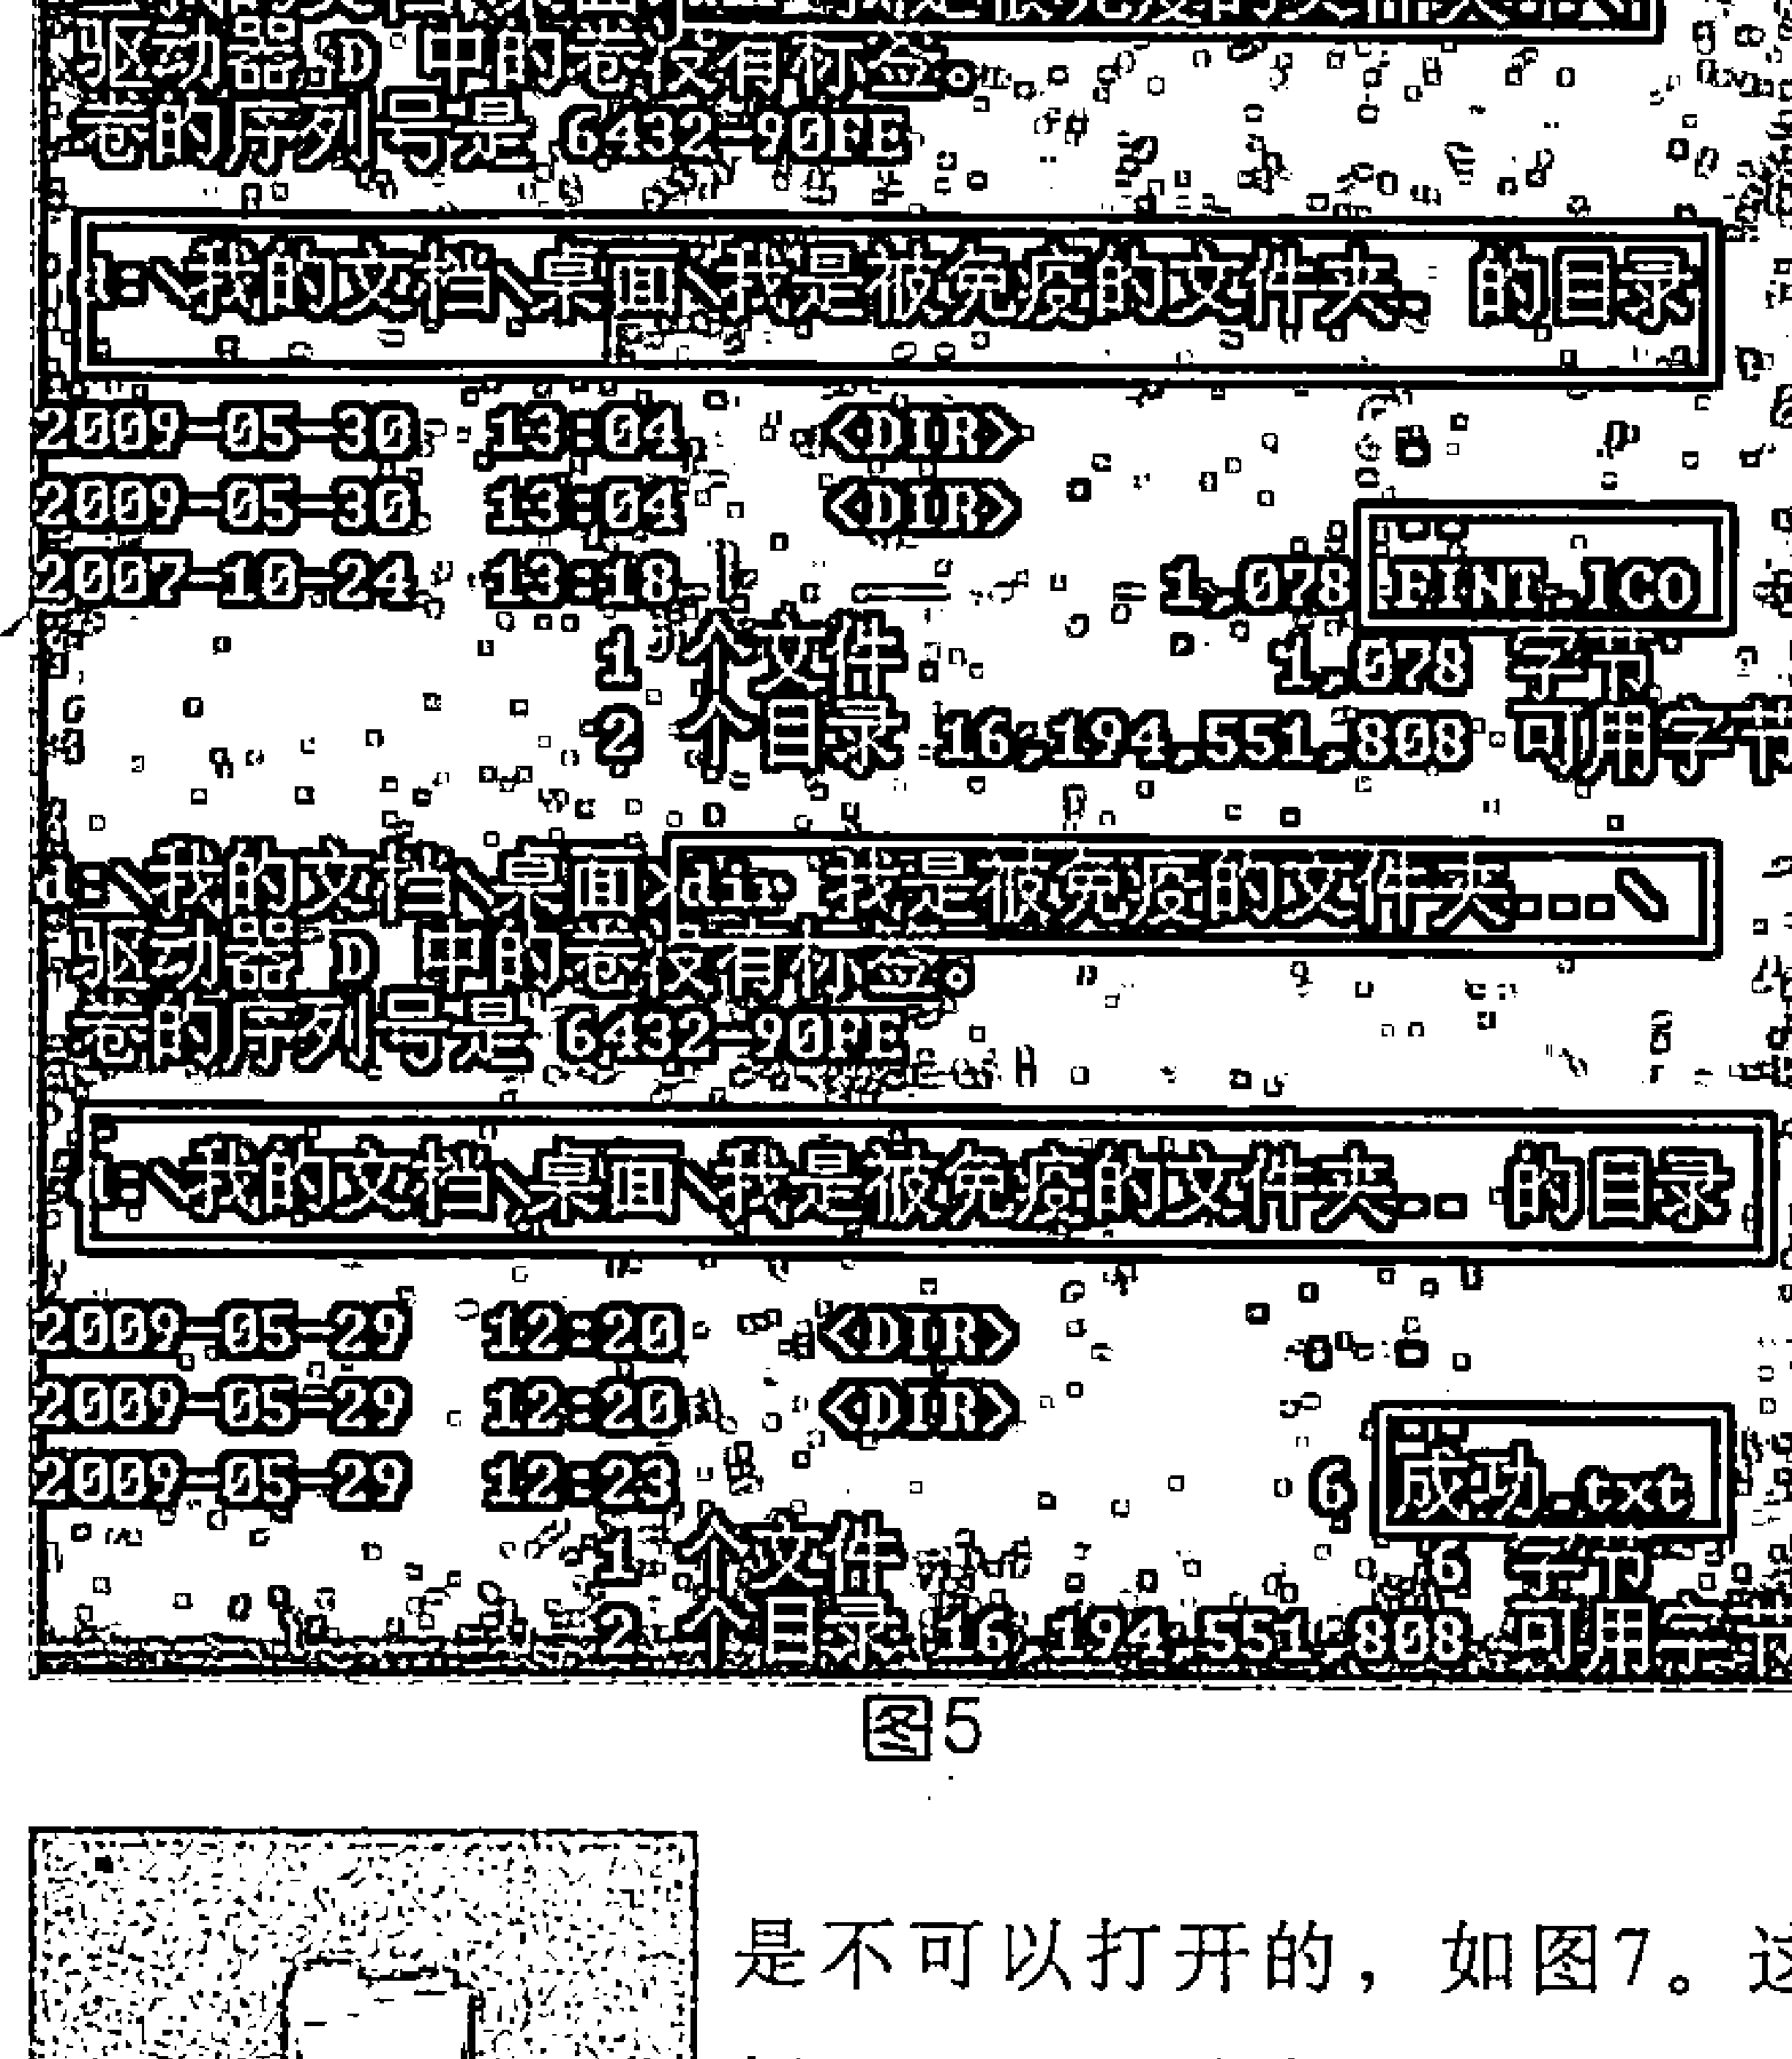 驱动器 D 中的卷没有标签。
卷的序列号是 6432-90FE
:\我的文档\桌面\我是被免疫的文件夹. 的目录
2009-05-30 13:04 <DIR> .
2009-05-30 13:04 <DIR> ..
2007-10-24 13:18 1,078 FINT.ICO
1 个文件 1,078 字节
2 个目录 16,194,551,808 可用字节
d:\我的文档\桌面>dir 我是被免疫的文件夹...\
驱动器 D 中的卷没有标签。
卷的序列号是 6432-90FE
:\我的文档\桌面\我是被免疫的文件夹.. 的目录
2009-05-29 12:20 <DIR> .
2009-05-29 12:20 <DIR> ..
2009-05-29 12:23 6 成功.txt
1 个文件 6 字节
2 个目录 16,194,551,808 可用字节
图5
是不可以打开的，如图7。这